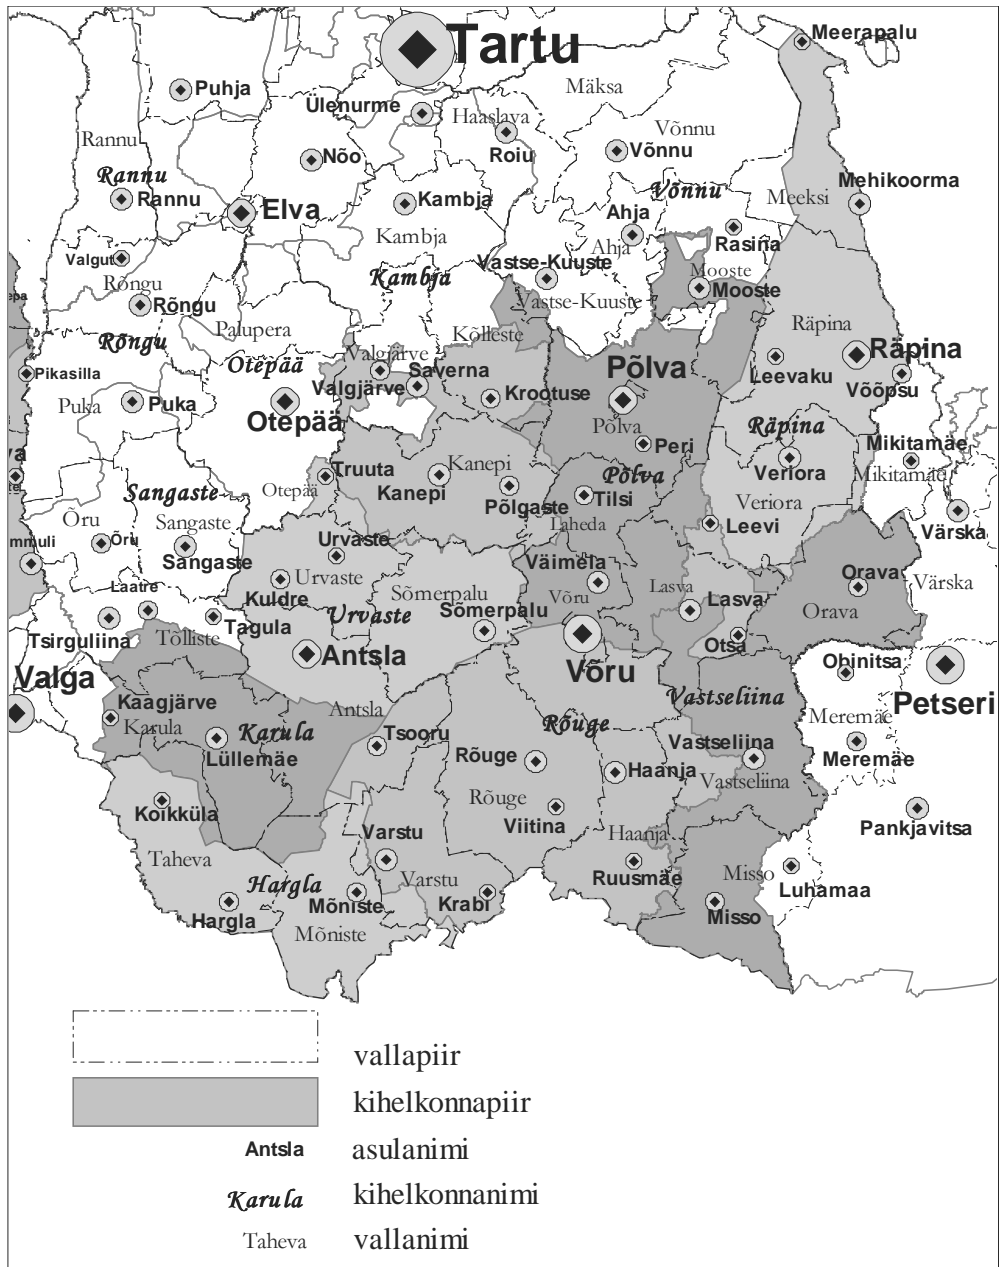 Meerapalu
Tartu
Mäksa
Puhja
Ülenurme
Haaslava
Võnnu
Rannu
Roiu
Nõo
Võnnu
Rannu
Võnnu
Mehikoorma
Rannu
Elva
Kambja
Meeksi
Ahja
Kambja
Rasina
Ahja
Valguta
Vastse-Kuuste
Mooste
Kambja
Rõngu
Mooste
Rõngu
Vastse-Kuuste
Palupera
Räpina
Rõngu
Kõlleste
Räpina
Otepää
Valgjärve
Saverna
Põlva
Leevaku
Pikasilla
Valgjärve
Krootuse
Võõpsu
Puka
Puka
Otepää
Põlva
Räpina
Peri
Mikitamäe
Truuta
Kanepi
Põlva
Veriora
Mikitamäe
Sangaste
Otepää
Kanepi
Põlgaste
Tilsi
Veriora
Õru
Sangaste
Laheda
Leevi
Värska
Õru
Urvaste
mmuli
Sangaste
Väimela
Orava
Urvaste
Värska
Laatre
Kuldre
Sõmerpalu
Võru
Lasva
Lasva
Orava
Urvaste
Sõmerpalu
Tsirguliina
Tagula
Tõlliste
Otsa
Antsla
Võru
Obinitsa
Valga
Vastseliina
Petseri
Kaagjärve
Antsla
Meremäe
Karula
Karula
Tsooru
Rõuge
Vastseliina
Lüllemäe
Rõuge
Haanja
Meremäe
Vastseliina
Rõuge
Koikküla
Viitina
Pankjavitsa
Varstu
Haanja
Taheva
Misso
Hargla
Varstu
Ruusmäe
Luhamaa
Mõniste
Krabi
Hargla
Misso
Mõniste
vallapiir
kihelkonnapiir
Antsla asulanimi
Karula kihelkonnanimi
Taheva vallanimi